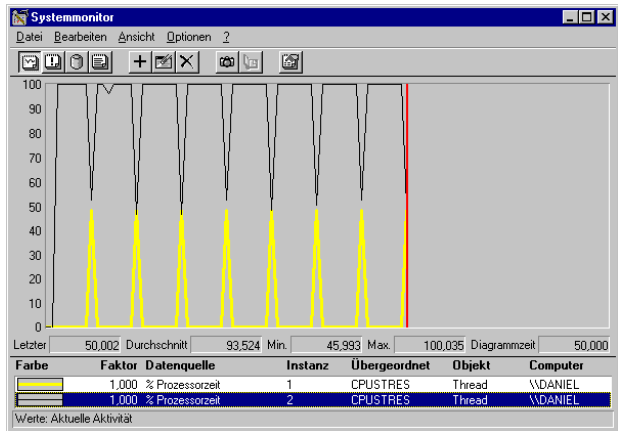 Systemmonitor
Datei Bearbeiten Ansicht Optionen ?
100
90
80
70
60
50
40
30
20
10
0
Letzter 50,002 Durchschnitt 93,524 Min. 45,993 Max. 100,035 Diagrammzeit 50,000
Farbe Faktor Datenquelle Instanz Übergeordnet Objekt Computer
1,000 % Prozessorzeit 1 CPUSTRES Thread \\DANIEL
1,000 % Prozessorzeit 2 CPUSTRES Thread \\DANIEL
Werte: Aktuelle Aktivität